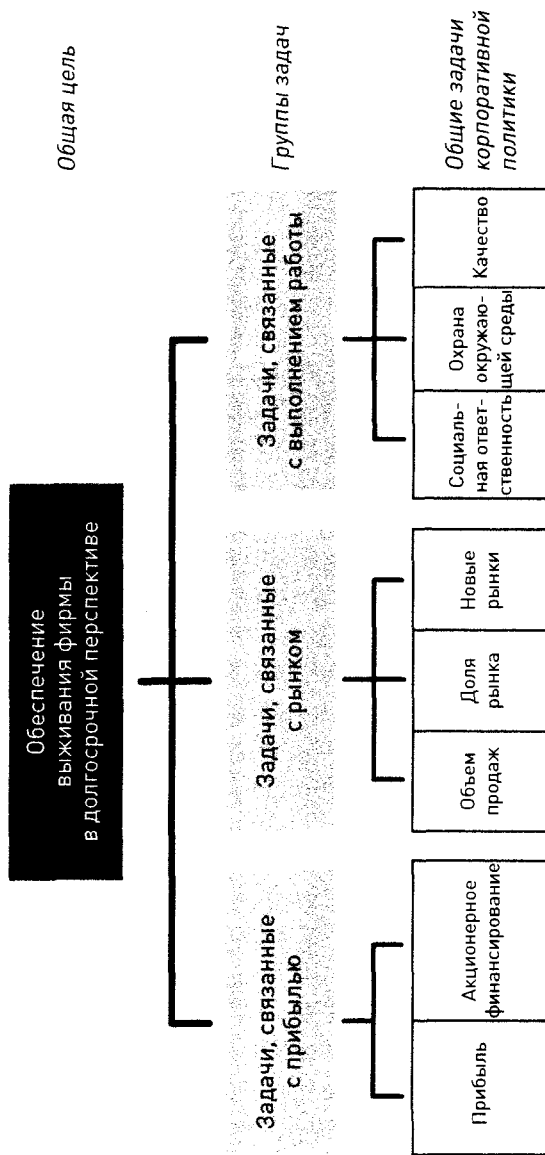 Обеспечение
выживания фирмы
в долгосрочной перспективе
Общая цель
Задачи, связанные
с прибылью
Задачи, связанные
с рынком
Задачи, связанные
с выполнением работы
Группы задач
Прибыль
Акционерное
финансирование
Объем
продаж
Доля
рынка
Новые
рынки
Социаль-
ная ответ-
ственность
Охрана
окружаю-
щей среды
Качество
Общие задачи
корпоративной
политики